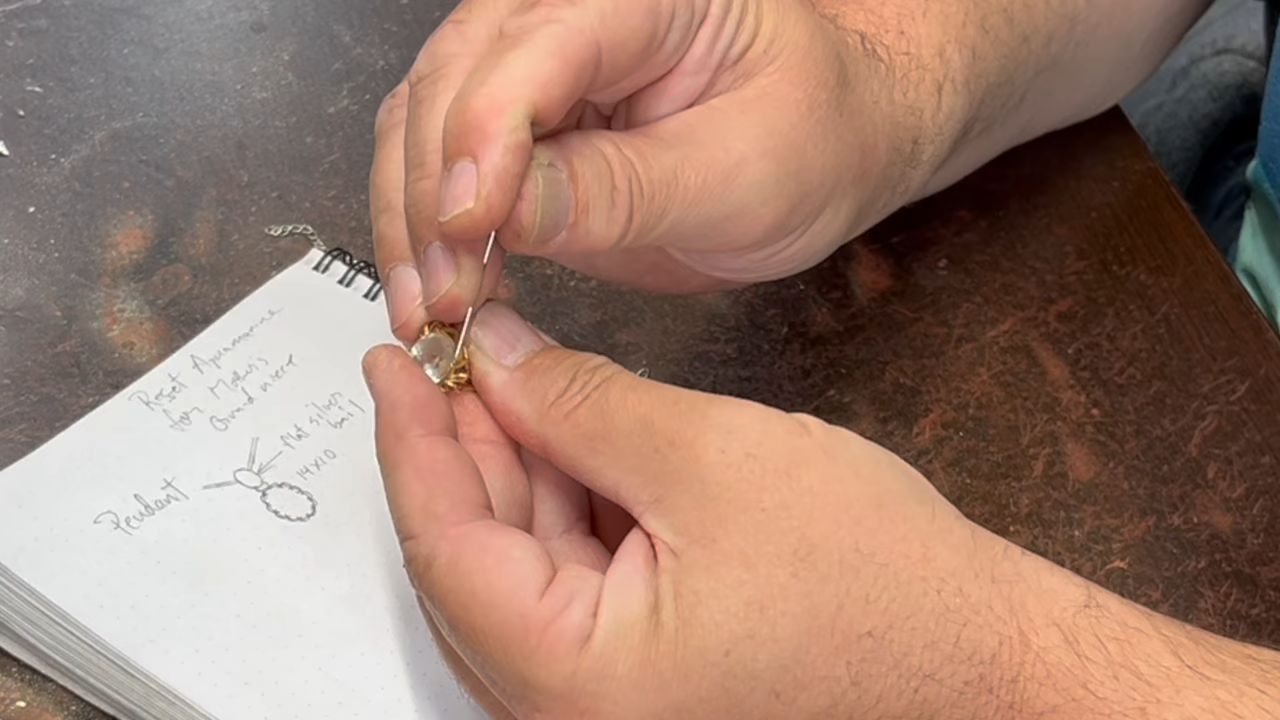 Reset Aquamarine
for Mother's
Grand niece
Flat silver
bail
14x10
Pendant